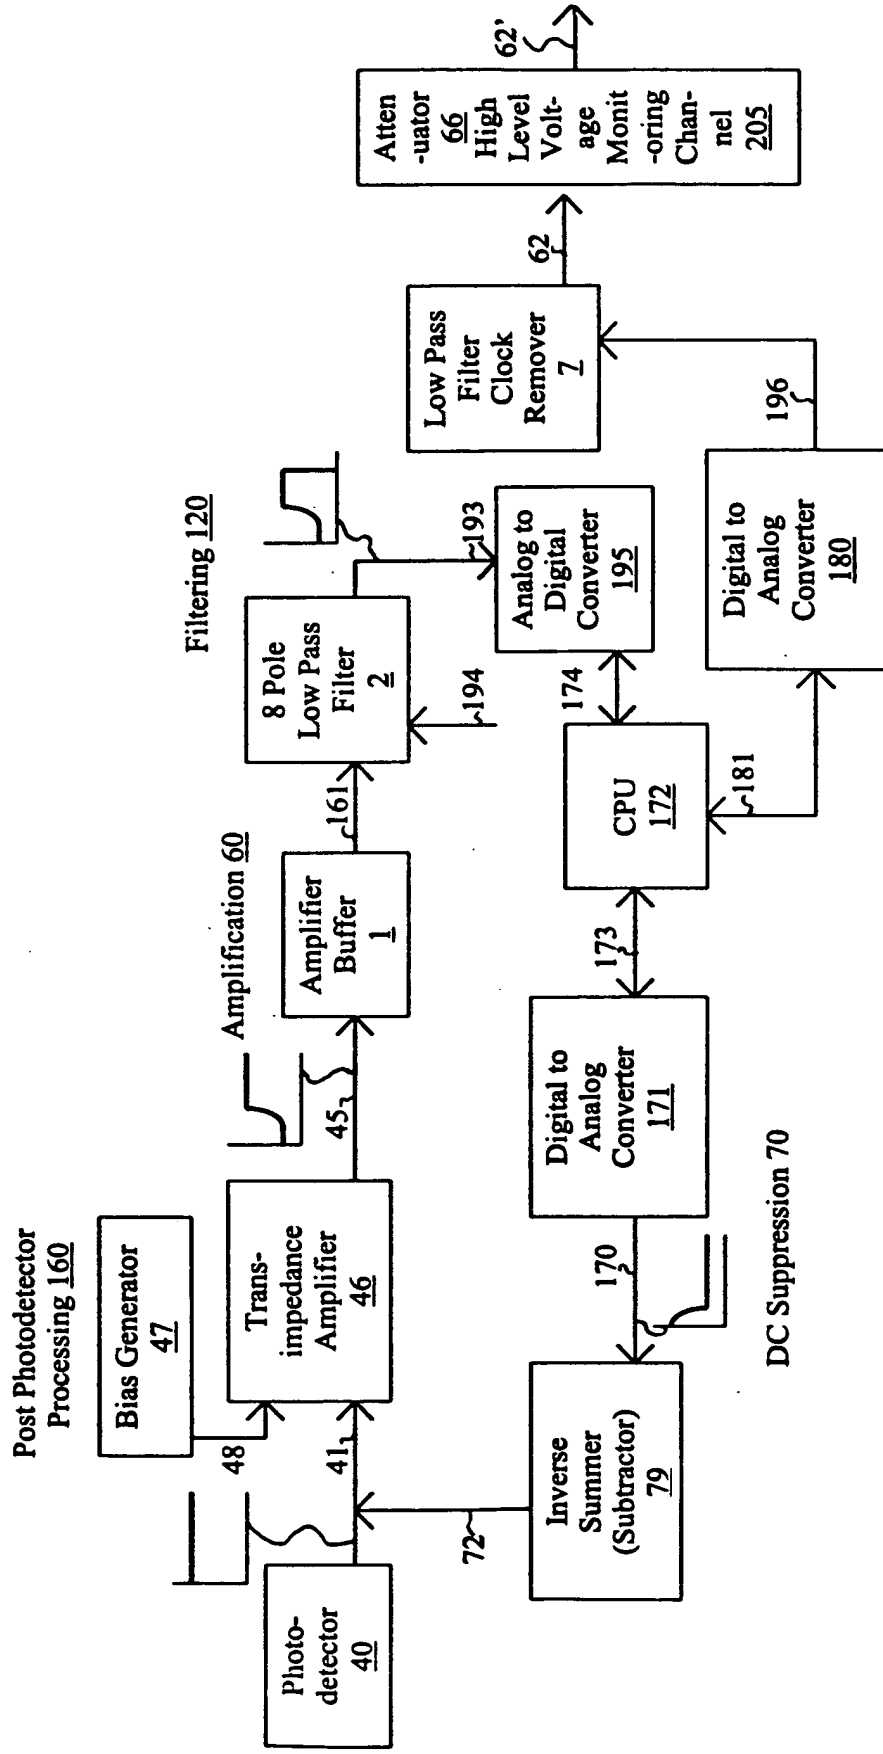 Post Photodetector
Processing 160
Bias Generator
47
48
Photo-
detector
40
41
Trans-
impedance
Amplifier
46
45
Amplification 60
Amplifier
Buffer
1
161
Filtering 120
8 Pole
Low Pass
Filter
2
194
193
Analog to
Digital
Converter
195
174
CPU
172
173
Digital to
Analog
Converter
171
170
DC Suppression 70
Inverse
Summer
(Subtractor)
79
72
181
Digital to
Analog
Converter
180
196
Low Pass
Filter
Clock
Remover
7
62
Atten
-uator
66
High
Level
Volt-
age
Monit
-oring
Chan-
nel
205
62'